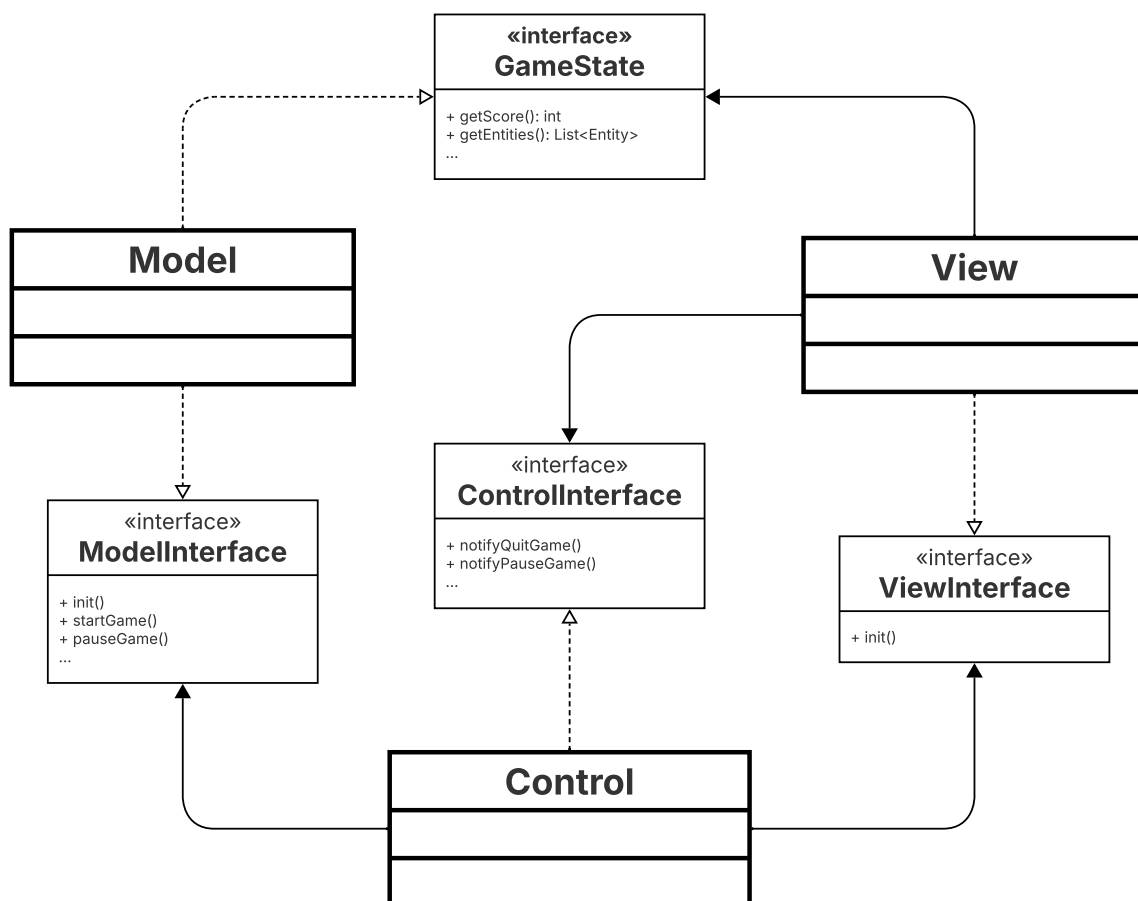 «interface»
GameState
+ getScore(): int
+ getEntities(): List<Entity>
...
Model
View
«interface»
ControlInterface
+ notifyQuitGame()
+ notifyPauseGame()
...
«interface»
ModelInterface
+ init()
+ startGame()
+ pauseGame()
...
«interface»
ViewInterface
+ init()
Control